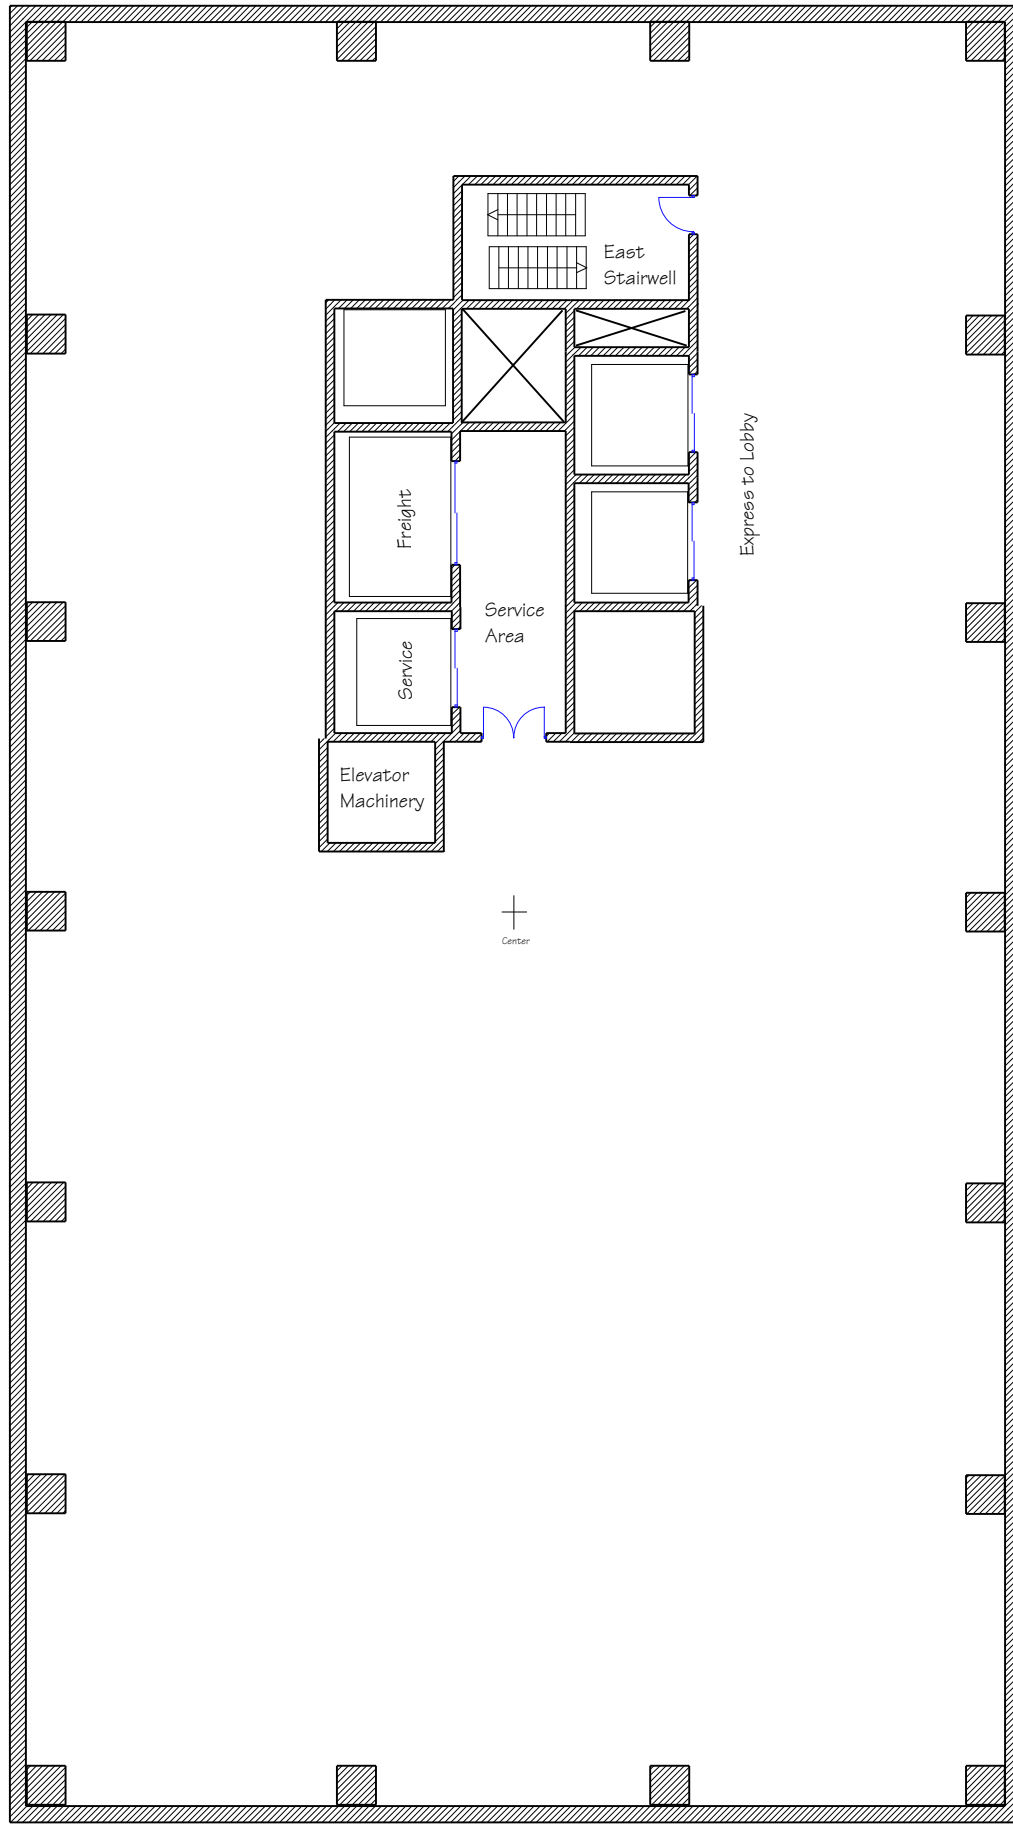 East
Stairwell
Express to Lobby
Freight
Service
Area
Service
Elevator
Machinery
Center